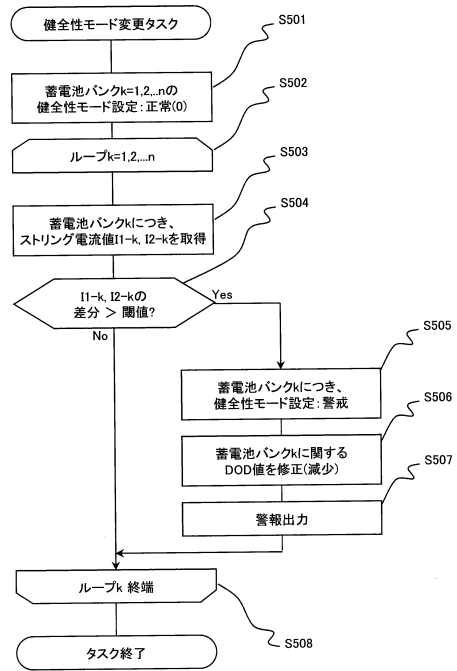 健全性モード変更タスク
S501
蓄電池バンクk=1,2,..nの
健全性モード設定:正常(0)
S502
ループk=1,2,...n
S503
蓄電池バンクkにつき、
ストリング電流値I1-k, I2-kを取得
S504
I1-k, I2-kの
差分 > 閾値?
Yes
No
S505
蓄電池バンクkにつき、
健全性モード設定:警戒
S506
蓄電池バンクkに関する
DOD値を修正(減少)
S507
警報出力
ループk 終端
S508
タスク終了